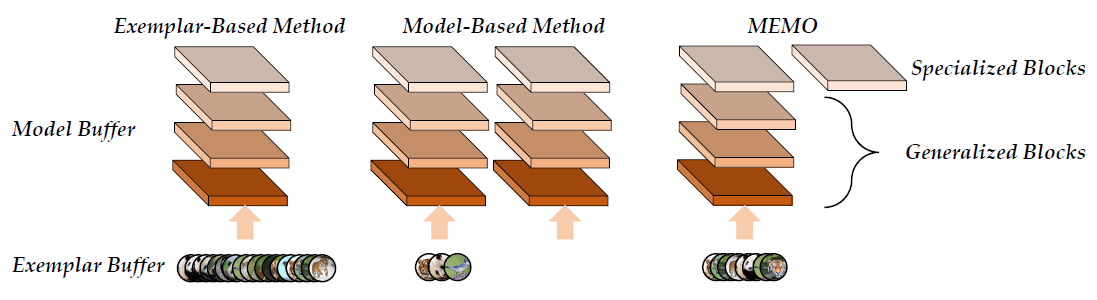 Exemplar-Based Method
Model-Based Method
MEMO
Specialized Blocks
Model Buffer
Generalized Blocks
Exemplar Buffer